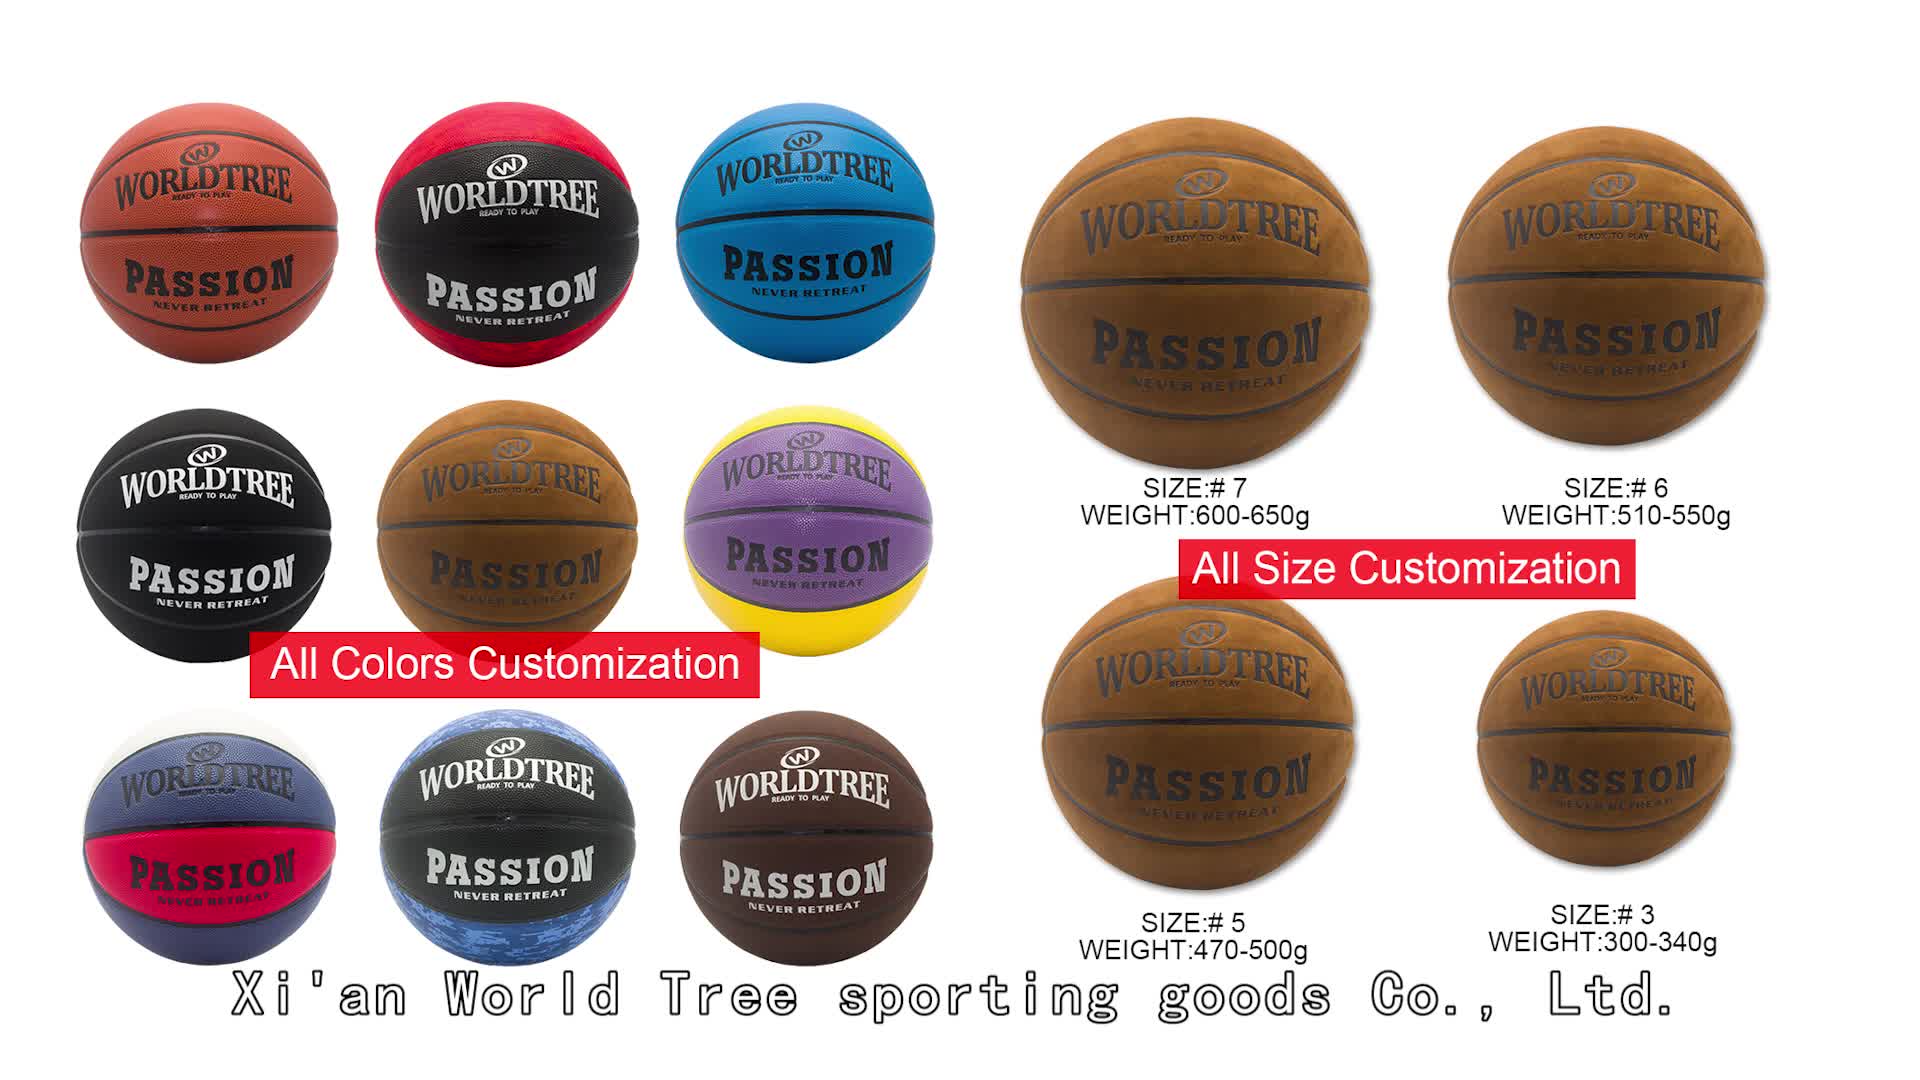 W
WORLDTREE
READY TO PLAY
PASSION
NEVER RETREAT
W
WORLDTREE
READY TO PLAY
PASSION
NEVER RETREAT
W
WORLDTREE
READY TO PLAY
PASSION
NEVER RETREAT
W
WORLDTREE
READY TO PLAY
PASSION
NEVER RETREAT
W
WORLDTREE
READY TO PLAY
PASSION
NEVER RETREAT
W
WORLDTREE
READY TO PLAY
PASSION
NEVER RETREAT
All Colors Customization
W
WORLDTREE
READY TO PLAY
PASSION
NEVER RETREAT
W
WORLDTREE
READY TO PLAY
PASSION
NEVER RETREAT
W
WORLDTREE
READY TO PLAY
PASSION
NEVER RETREAT
W
WORLDTREE
READY TO PLAY
PASSION
NEVER RETREAT
SIZE:# 7
WEIGHT:600-650g
W
WORLDTREE
READY TO PLAY
PASSION
NEVER RETREAT
SIZE:# 6
WEIGHT:510-550g
All Size Customization
W
WORLDTREE
READY TO PLAY
PASSION
NEVER RETREAT
SIZE:# 5
WEIGHT:470-500g
W
WORLDTREE
READY TO PLAY
PASSION
NEVER RETREAT
SIZE:# 3
WEIGHT:300-340g
Xi'an World Tree sporting goods Co., Ltd.